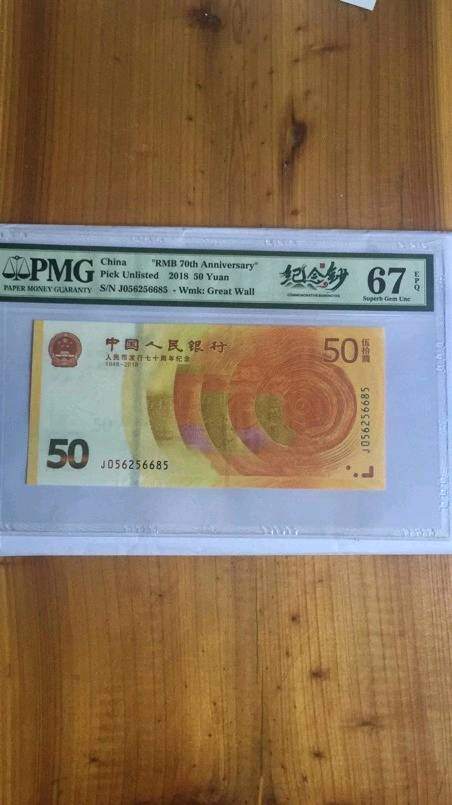 PMG
PAPER MONEY GUARANTY
China "RMB 70th Anniversary"
Pick Unlisted 2018 50 Yuan
S/N J056256685 - Wmk: Great Wall
纪念钞
COMMEMORATIVE BANKNOTES
67 EPQ
Superb Gem Unc
中国人民银行
人民币发行七十周年纪念
1948-2018
50 伍拾圆
J056256685
50
J056256685